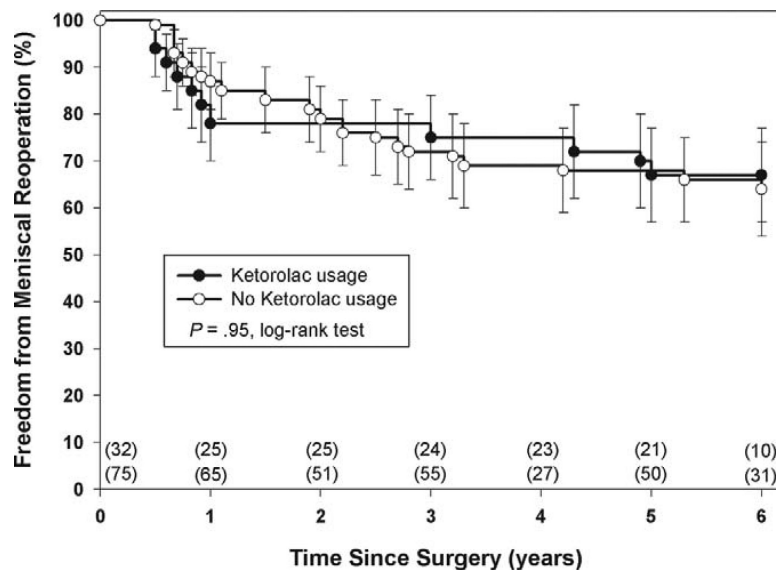 Freedom from Meniscal Reoperation (%)
100
90
80
70
60
50
40
30
20
10
0
Ketorolac usage
No Ketorolac usage
P = .95, log-rank test
(32) (25) (25) (24) (23) (21) (10)
(75) (65) (51) (55) (27) (50) (31)
0 1 2 3 4 5 6
Time Since Surgery (years)